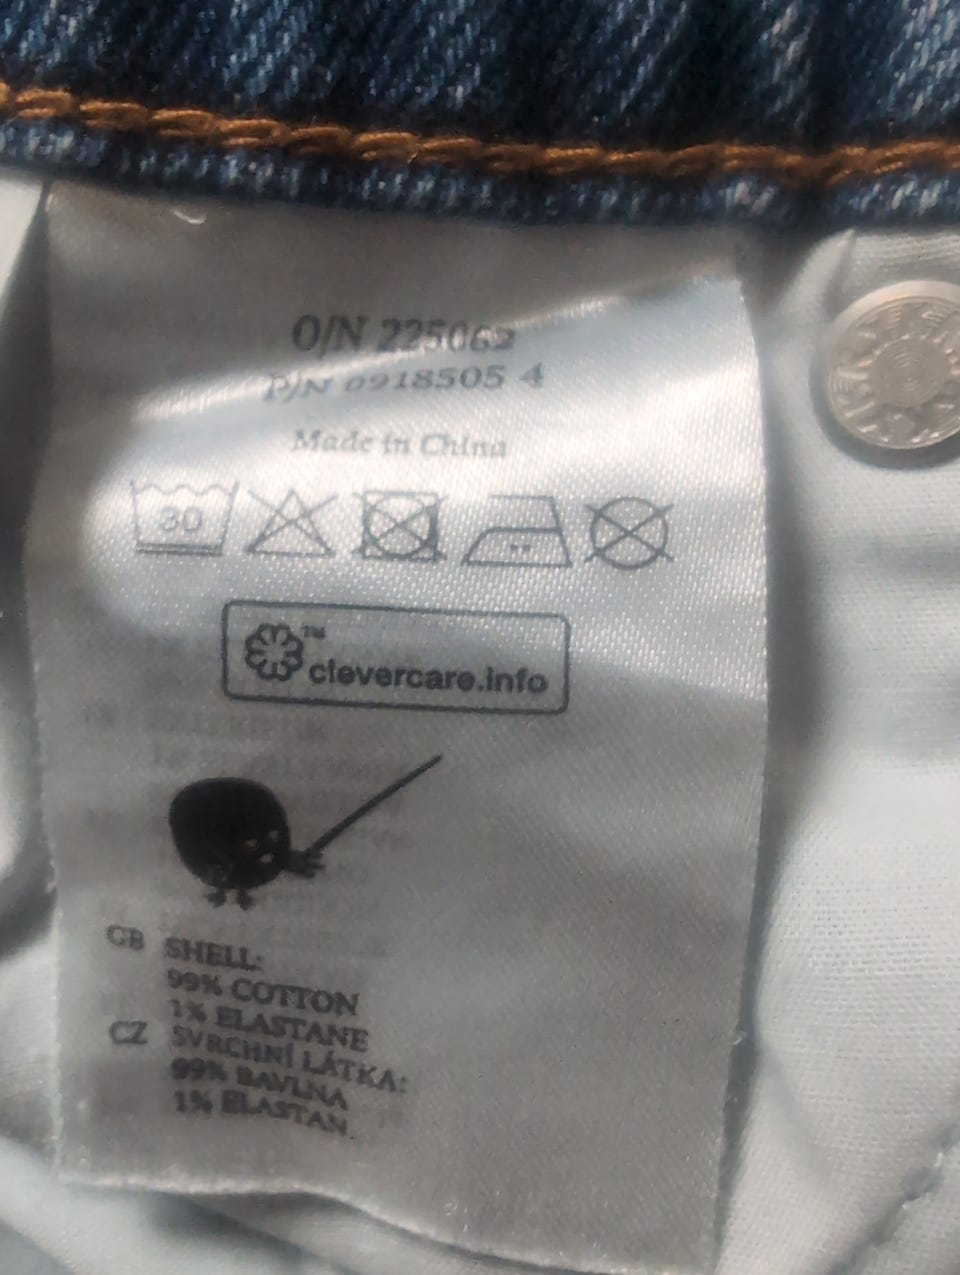 O/N 225062
P/N 0918505 4
Made in China
30
™
clevercare.info
GB SHELL:
99% COTTON
1% ELASTANE
CZ SVRCHNÍ LÁTKA:
99% BAVLNA
1% ELASTAN